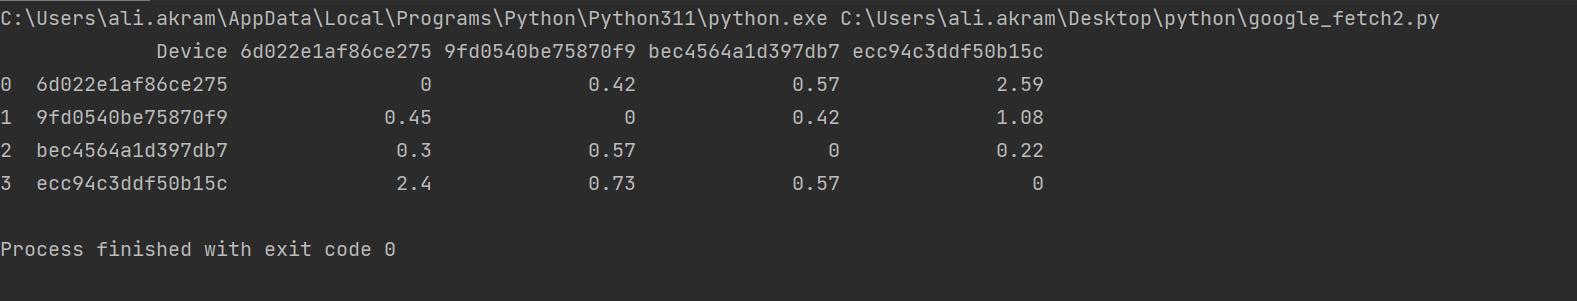 C:\Users\ali.akram\AppData\Local\Programs\Python\Python311\python.exe C:\Users\ali.akram\Desktop\python\google_fetch2.py
Device 6d022e1af86ce275 9fd0540be75870f9 bec4564a1d397db7 ecc94c3ddf50b15c
0 6d022e1af86ce275 0 0.42 0.57 2.59
1 9fd0540be75870f9 0.45 0 0.42 1.08
2 bec4564a1d397db7 0.3 0.57 0 0.22
3 ecc94c3ddf50b15c 2.4 0.73 0.57 0
Process finished with exit code 0